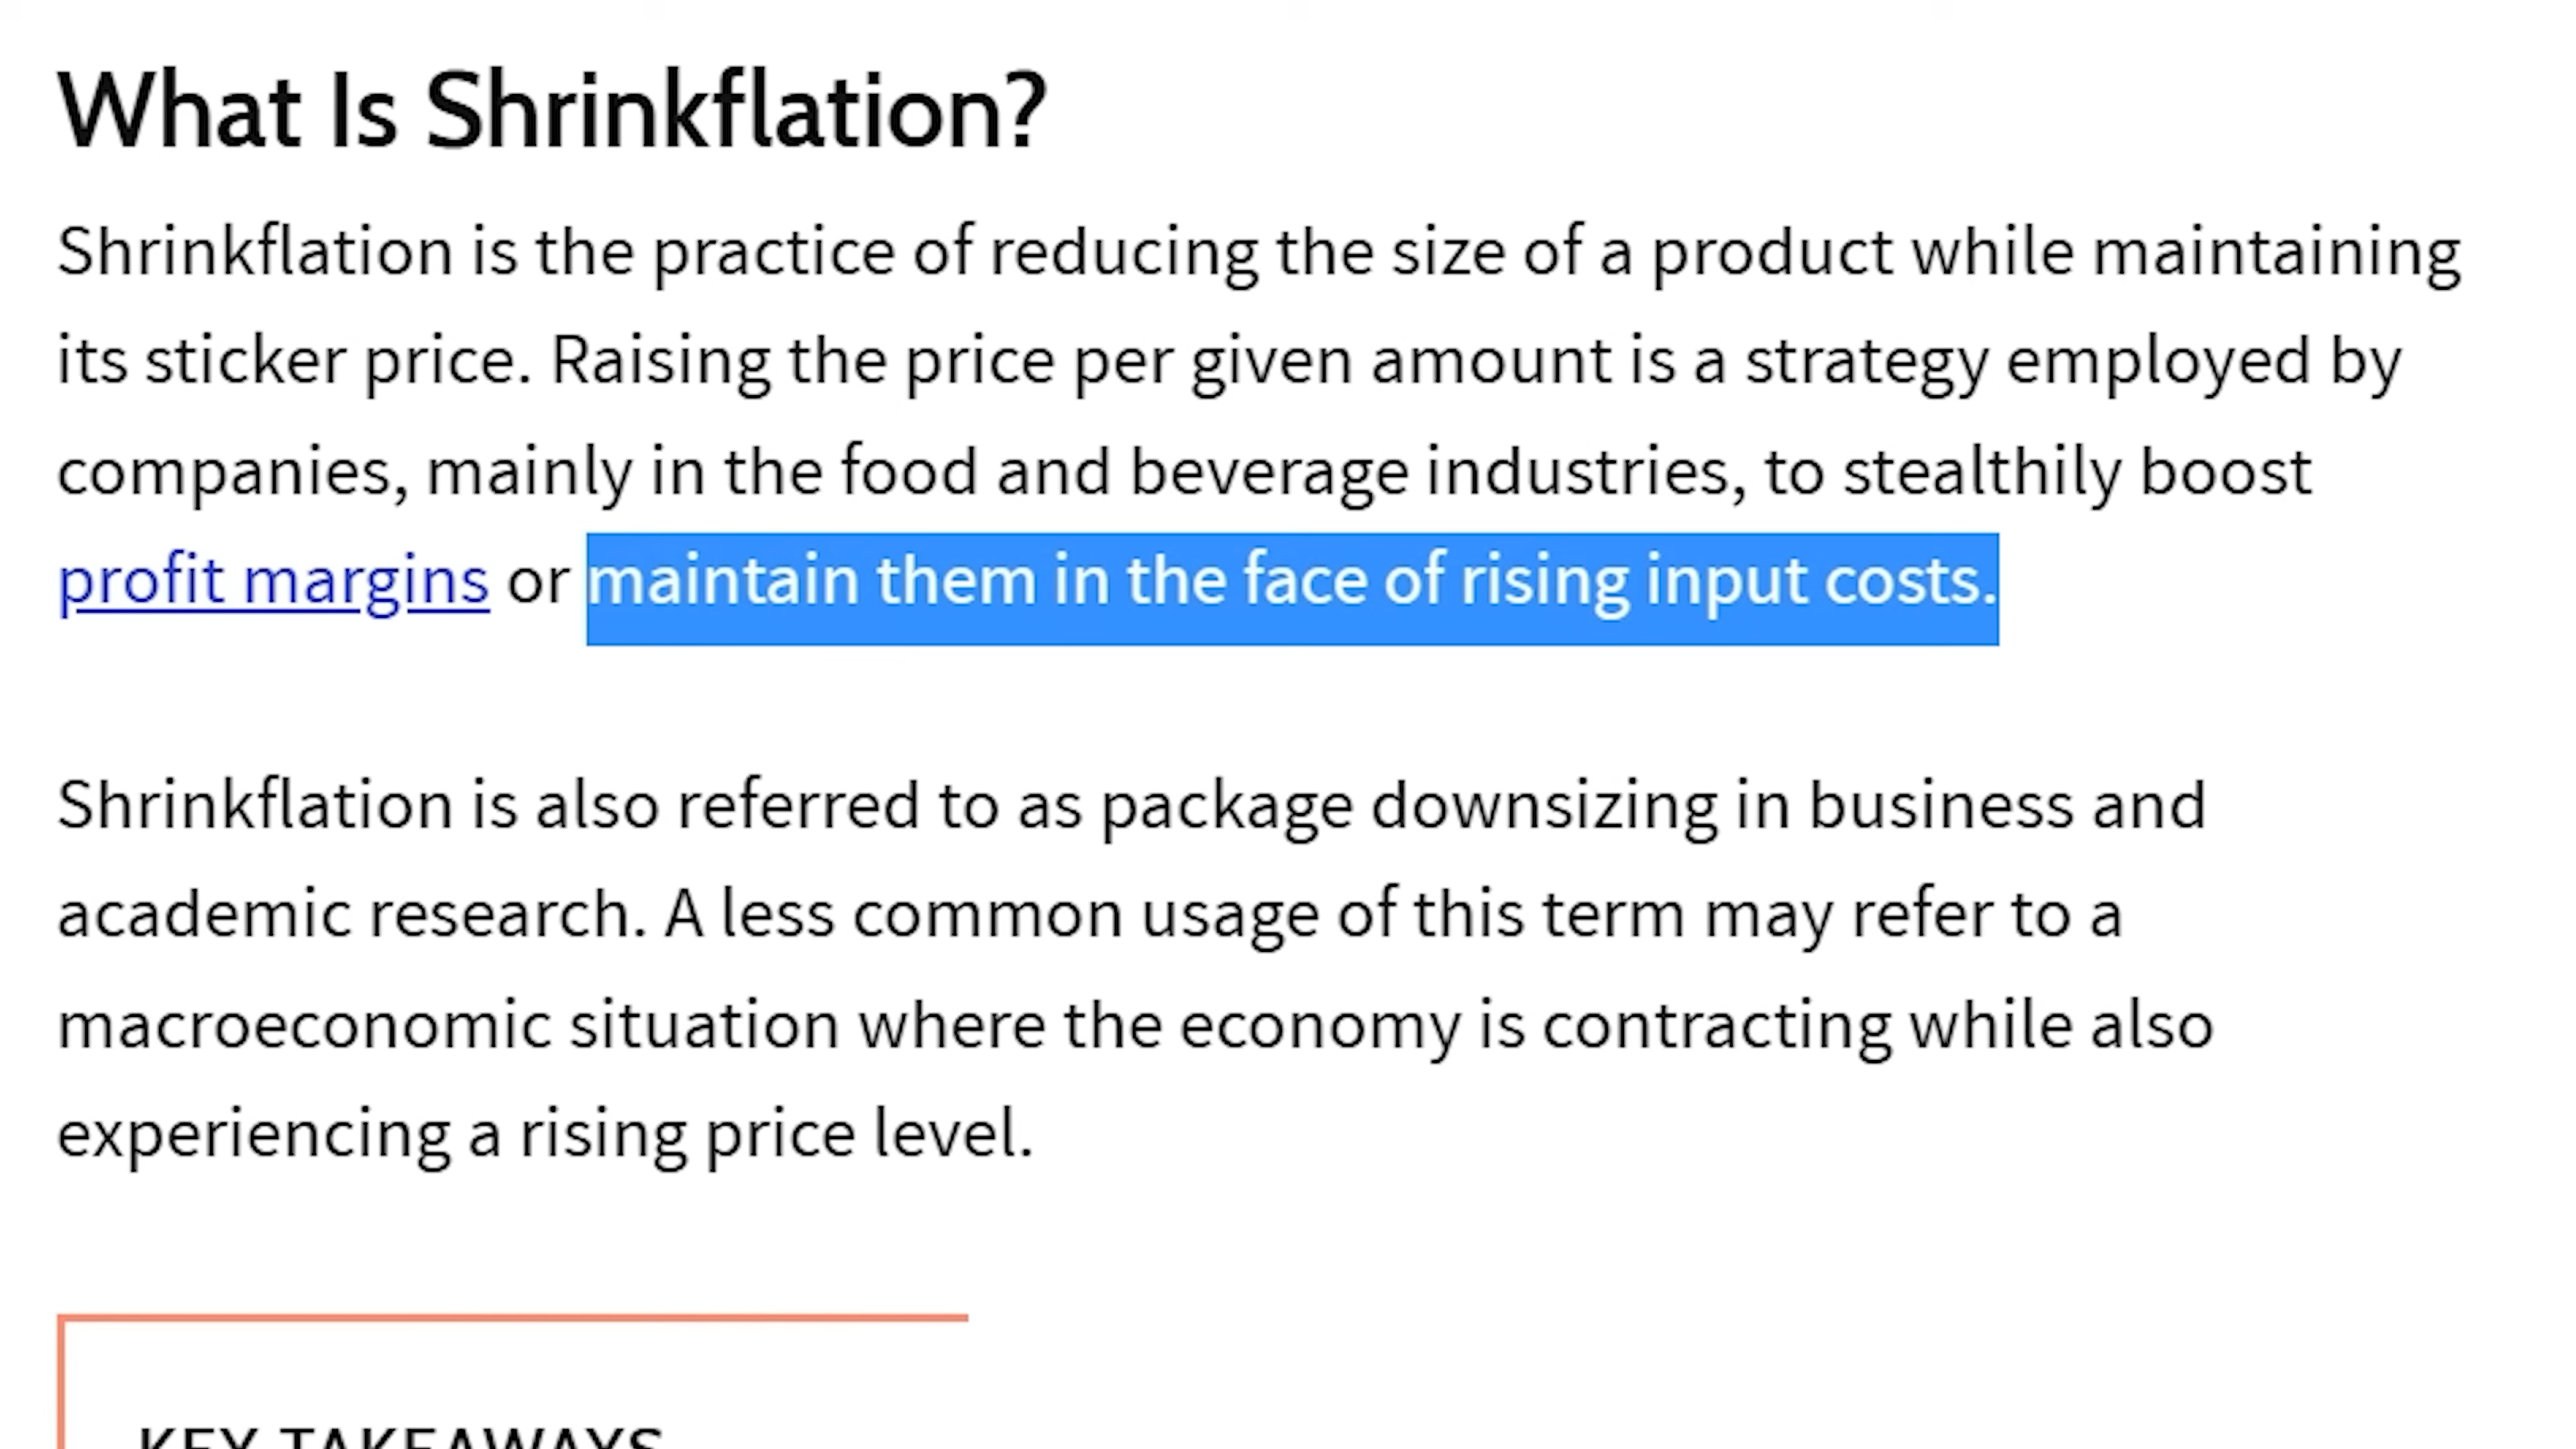 What Is Shrinkflation?
Shrinkflation is the practice of reducing the size of a product while maintaining
its sticker price. Raising the price per given amount is a strategy employed by
companies, mainly in the food and beverage industries, to stealthily boost
profit margins or maintain them in the face of rising input costs.
Shrinkflation is also referred to as package downsizing in business and
academic research. A less common usage of this term may refer to a
macroeconomic situation where the economy is contracting while also
experiencing a rising price level.
KEY TAKEAWAYS